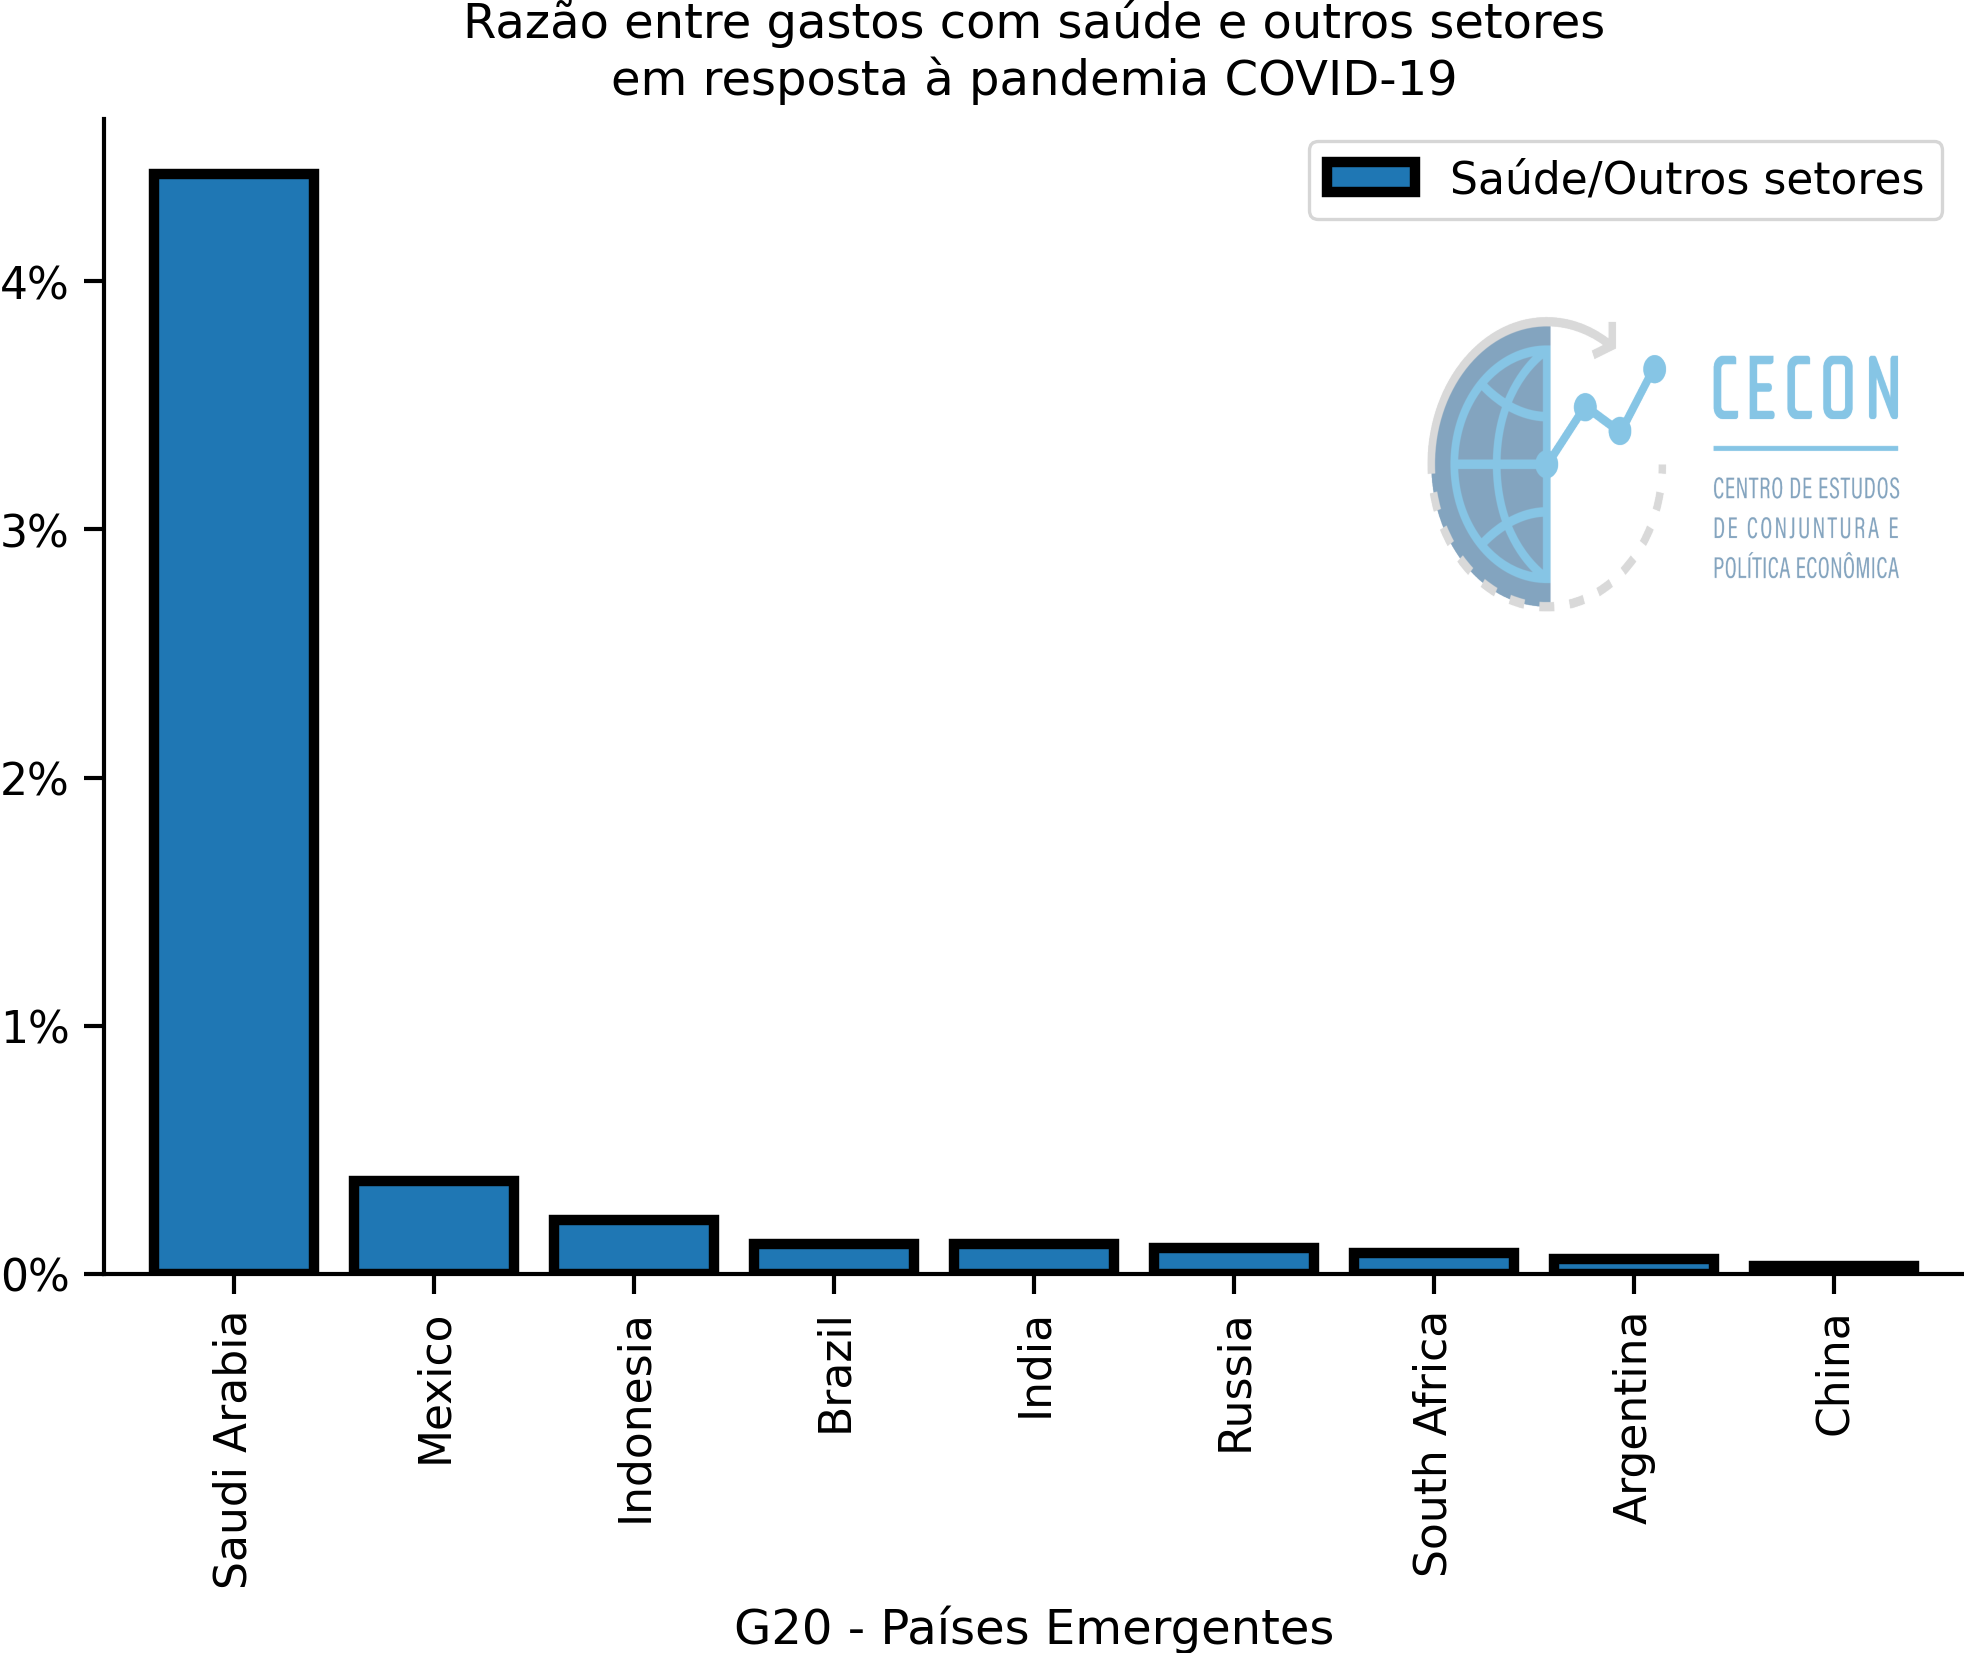 Razão entre gastos com saúde e outros setores
em resposta à pandemia COVID-19
Saúde/Outros setores
4%
3%
2%
1%
0%
CECON
CENTRO DE ESTUDOS
DE CONJUNTURA E
POLÍTICA ECONÔMICA
Saudi Arabia
Mexico
Indonesia
Brazil
India
Russia
South Africa
Argentina
China
G20 - Países Emergentes